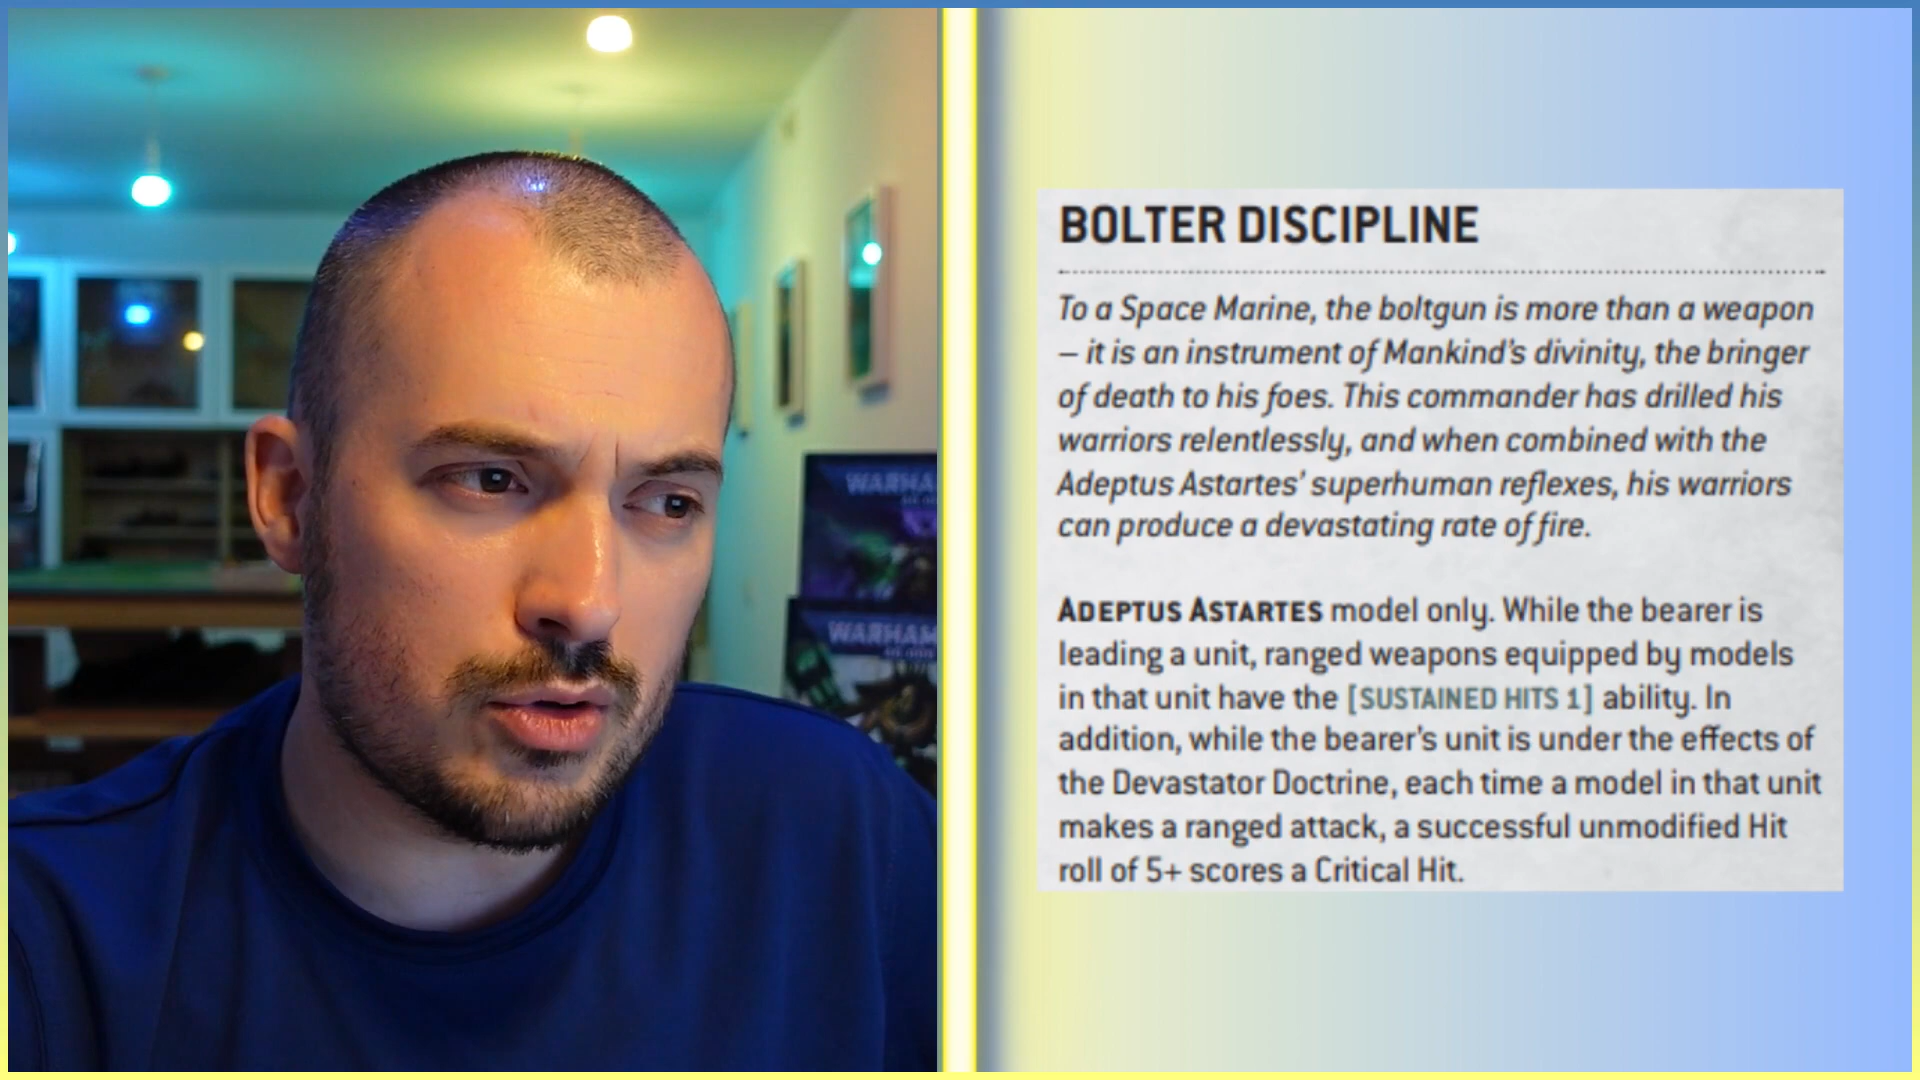 BOLTER DISCIPLINE
To a Space Marine, the boltgun is more than a weapon
– it is an instrument of Mankind's divinity, the bringer
of death to his foes. This commander has drilled his
warriors relentlessly, and when combined with the
Adeptus Astartes' superhuman reflexes, his warriors
can produce a devastating rate of fire.
ADEPTUS ASTARTES model only. While the bearer is
leading a unit, ranged weapons equipped by models
in that unit have the [SUSTAINED HITS 1] ability. In
addition, while the bearer's unit is under the effects of
the Devastator Doctrine, each time a model in that unit
makes a ranged attack, a successful unmodified Hit
roll of 5+ scores a Critical Hit.
WARHA
WARHAM